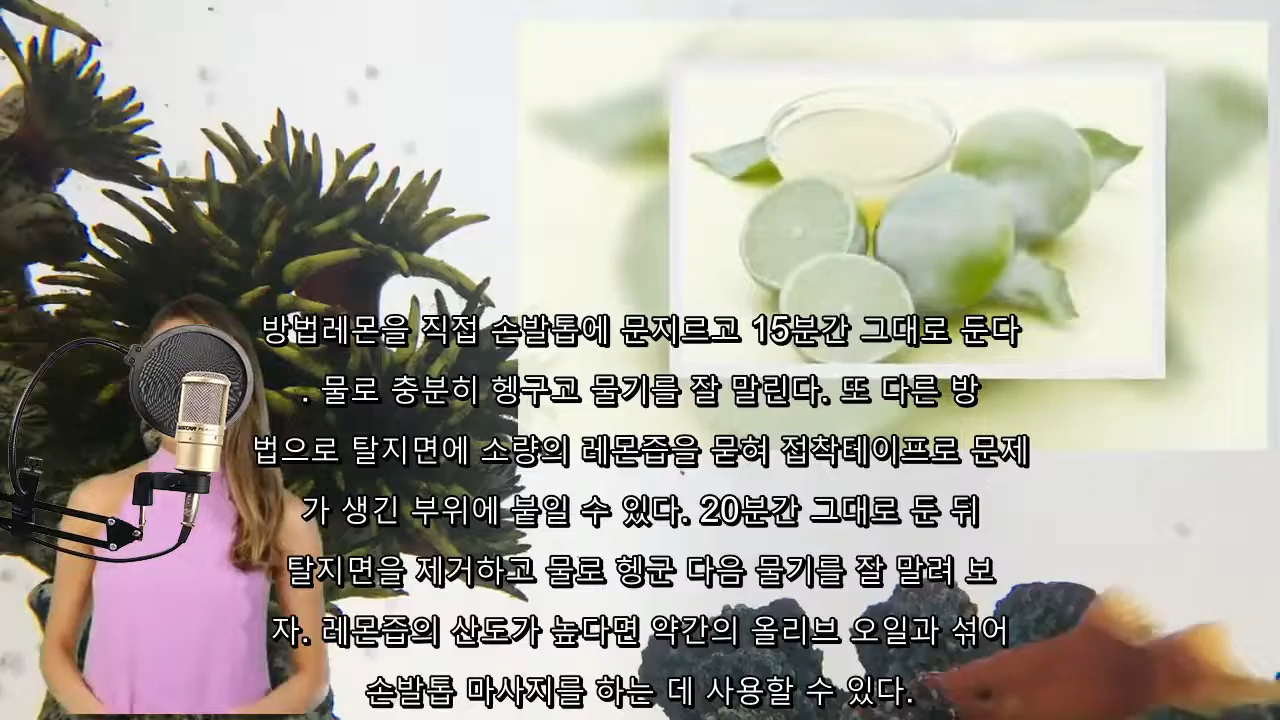 방법레몬을 직접 손발톱에 문지르고 15분간 그대로 둔다
. 물로 충분히 헹구고 물기를 잘 말린다. 또 다른 방
법으로 탈지면에 소량의 레몬즙을 묻혀 접착테이프로 문제
가 생긴 부위에 붙일 수 있다. 20분간 그대로 둔 뒤
탈지면을 제거하고 물로 헹군 다음 물기를 잘 말려 보
자. 레몬즙의 산도가 높다면 약간의 올리브 오일과 섞어
손발톱 마사지를 하는 데 사용할 수 있다.